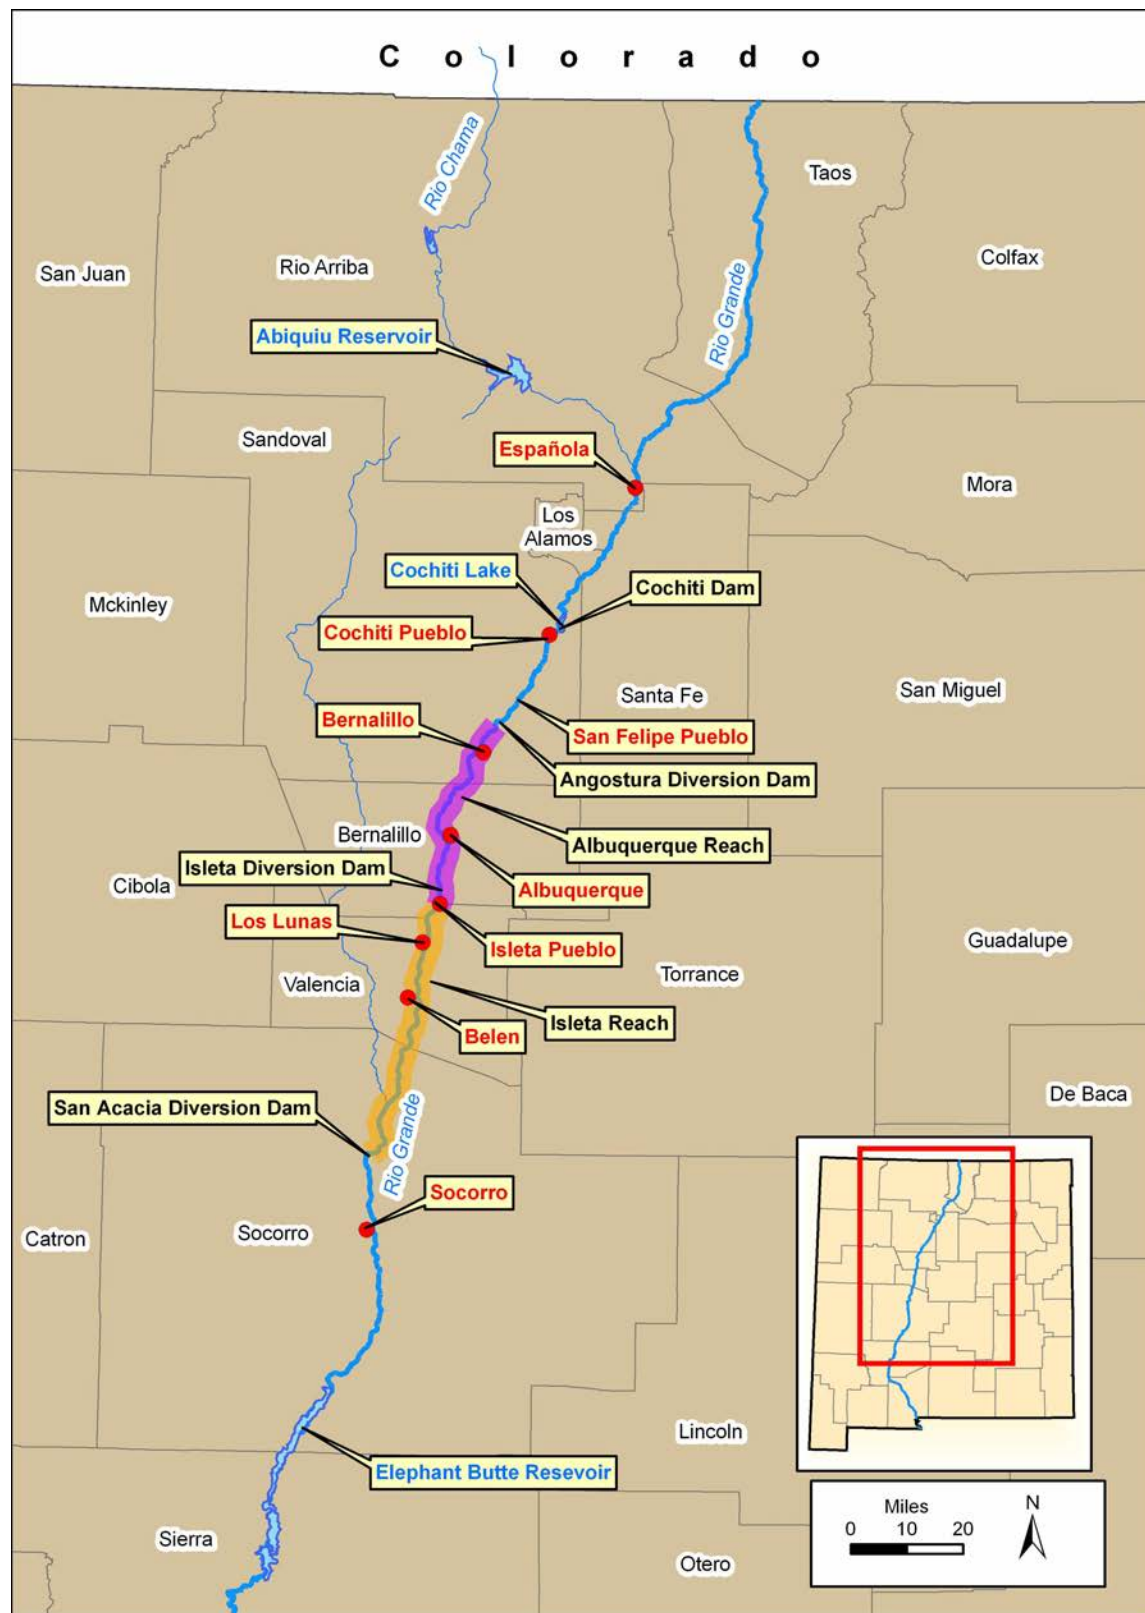 Colorado
Rio Chama
Taos
San Juan
Rio Arriba
Colfax
Rio Grande
Abiquiu Reservoir
Sandoval
Española
Mora
Los
Alamos
Cochiti Lake
Cochiti Dam
Mckinley
Cochiti Pueblo
Santa Fe
San Miguel
Bernalillo
San Felipe Pueblo
Angostura Diversion Dam
Bernalillo
Albuquerque Reach
Isleta Diversion Dam
Cibola
Albuquerque
Los Lunas
Isleta Pueblo
Guadalupe
Torrance
Valencia
Isleta Reach
Belen
De Baca
San Acacia Diversion Dam
Rio Grande
Socorro
Catron
Socorro
Lincoln
Elephant Butte Resevoir
Miles
N
0 10 20
Sierra
Otero